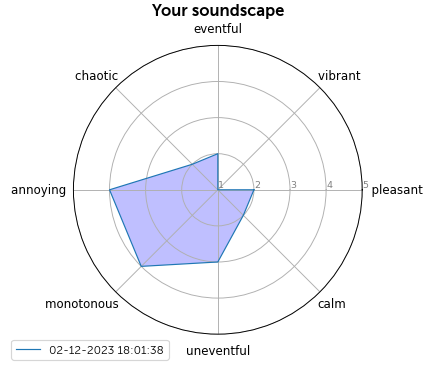 Your soundscape
eventful
chaotic
vibrant
annoying
1 2 3 4 5
pleasant
monotonous
calm
02-12-2023 18:01:38
uneventful